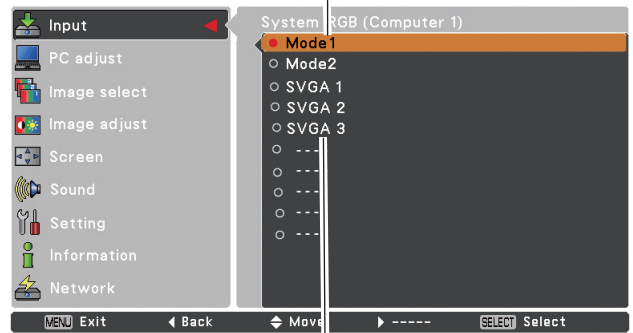 Input
PC adjust
Image select
Image adjust
Screen
Sound
Setting
Information
Network
System RGB (Computer 1)
Mode1
Mode2
SVGA 1
SVGA 2
SVGA 3
----
----
----
----
----
MENU Exit Back Move ----- SELECT Select